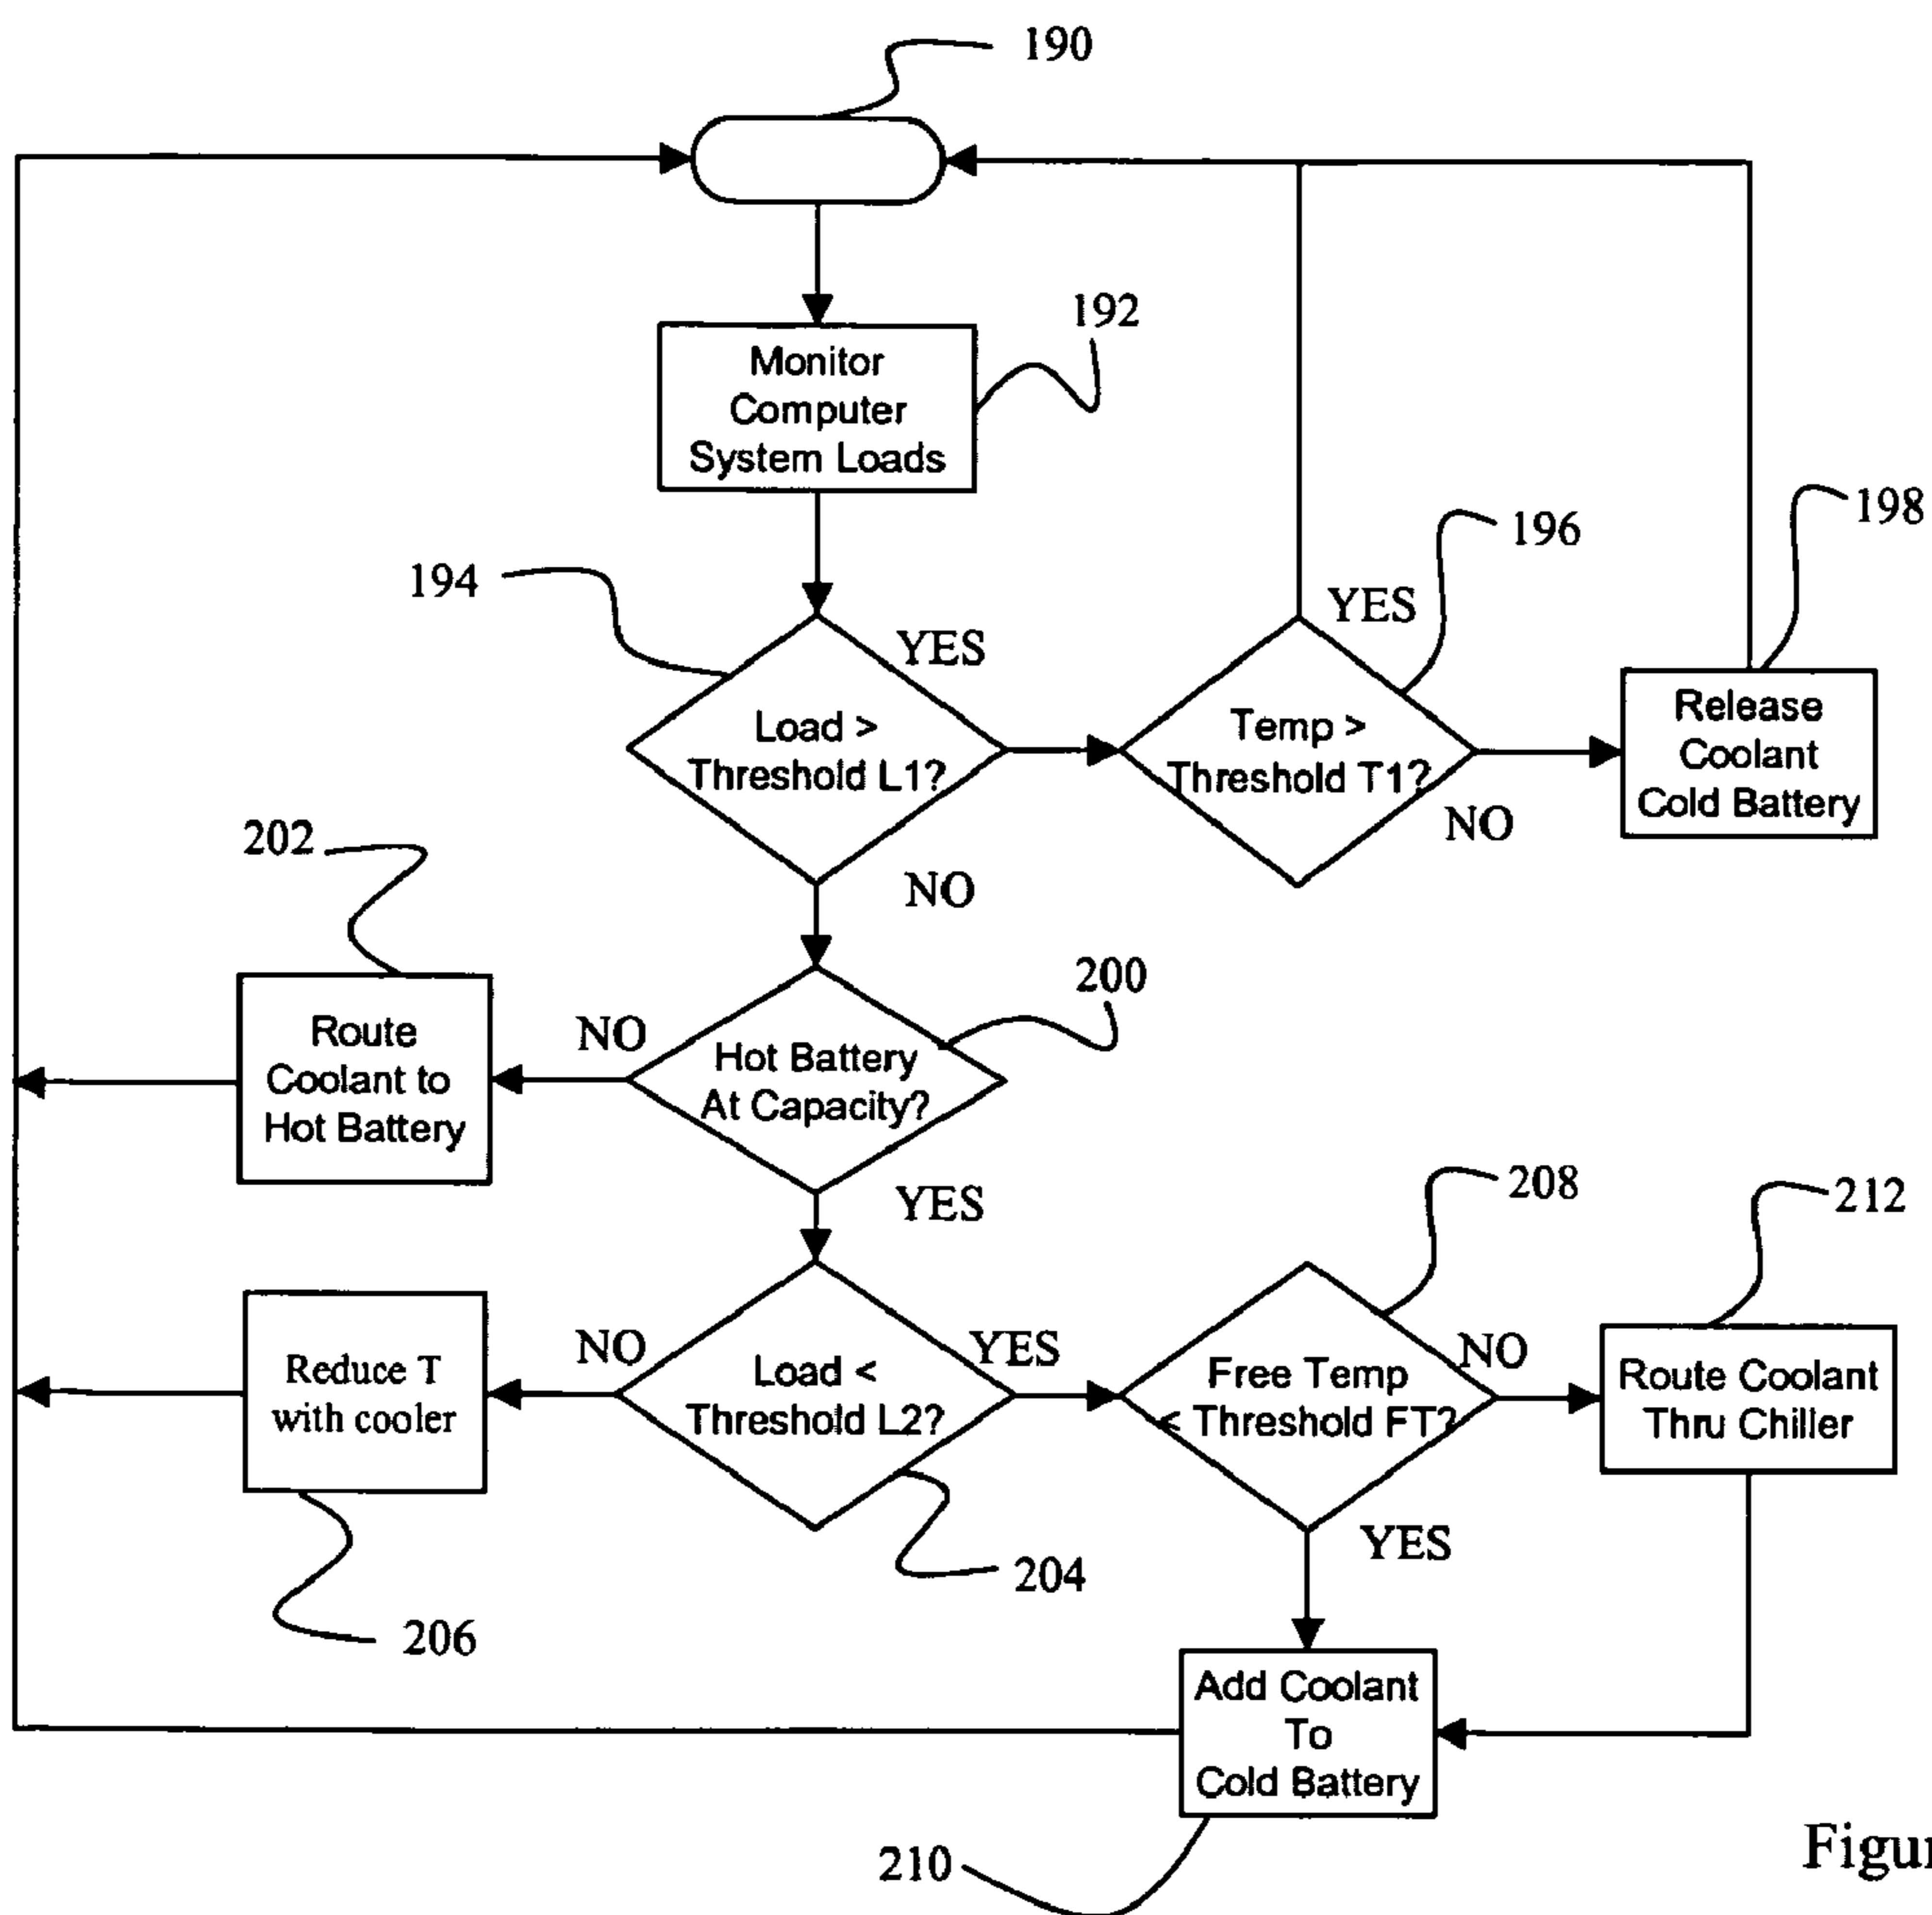 190
Monitor
Computer
System Loads
192
194
YES
Load >
Threshold L1?
NO
YES
196
Temp >
Threshold T1?
NO
198
Release
Coolant
Cold Battery
202
Route
Coolant to
Hot Battery
NO
200
Hot Battery
At Capacity?
YES
Reduce T
with cooler
206
NO
Load <
Threshold L2?
YES
204
208
Free Temp
< Threshold FT?
NO
YES
212
Route Coolant
Thru Chiller
Add Coolant
To
Cold Battery
210